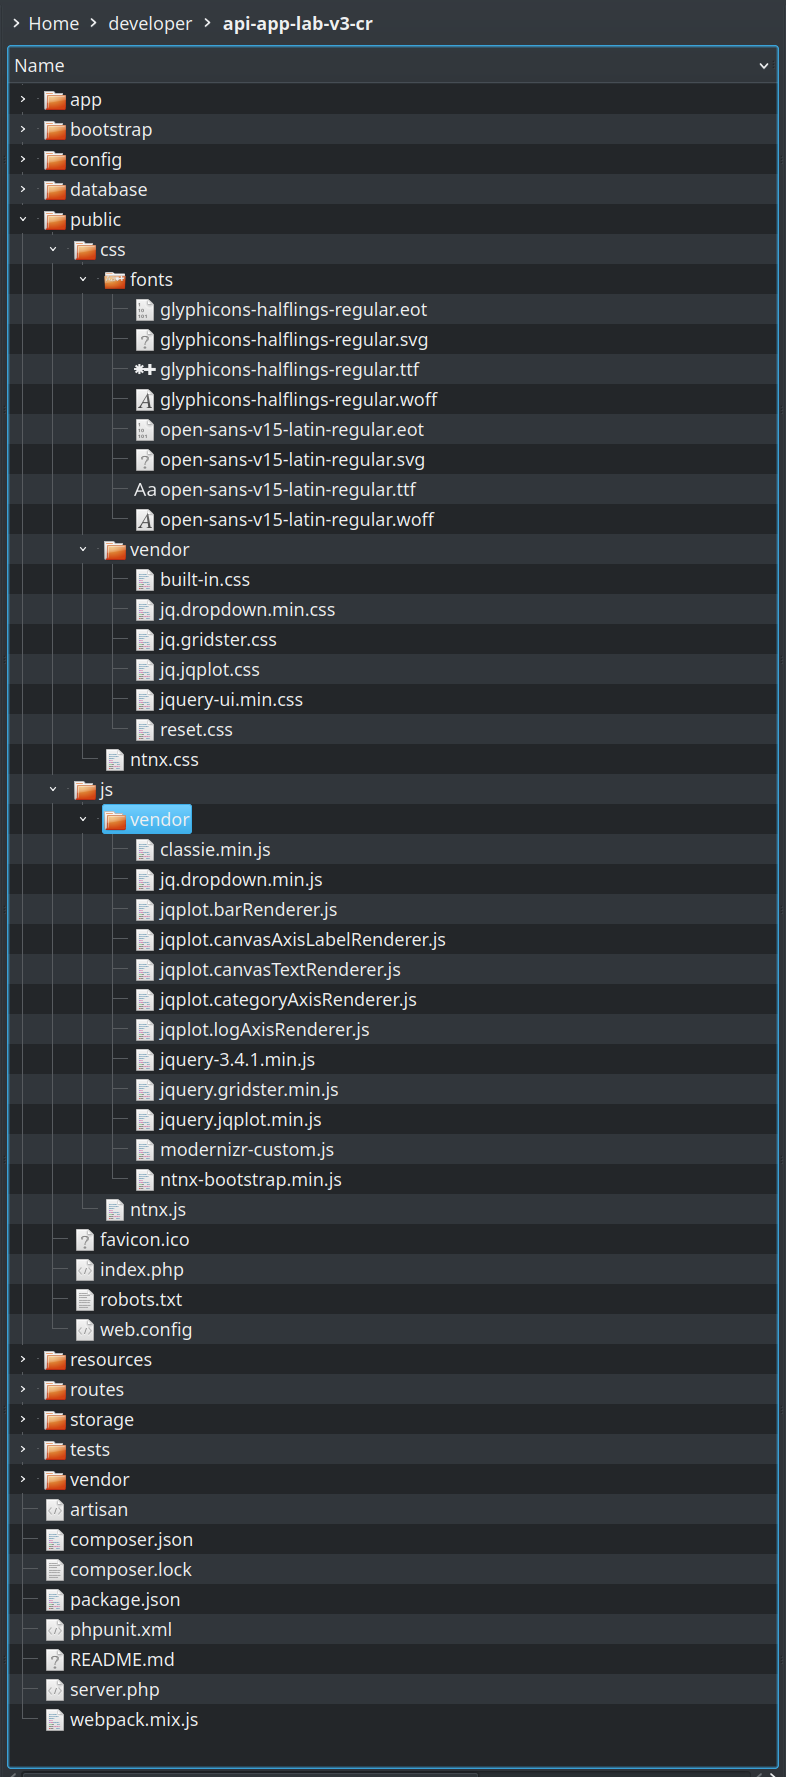 Home developer api-app-lab-v3-cr
Name
app
bootstrap
config
database
public
css
fonts
glyphicons-halflings-regular.eot
glyphicons-halflings-regular.svg
glyphicons-halflings-regular.ttf
glyphicons-halflings-regular.woff
open-sans-v15-latin-regular.eot
open-sans-v15-latin-regular.svg
Aa open-sans-v15-latin-regular.ttf
open-sans-v15-latin-regular.woff
vendor
built-in.css
jq.dropdown.min.css
jq.gridster.css
jq.jqplot.css
jquery-ui.min.css
reset.css
ntnx.css
js
vendor
classie.min.js
jq.dropdown.min.js
jqplot.barRenderer.js
jqplot.canvasAxisLabelRenderer.js
jqplot.canvasTextRenderer.js
jqplot.categoryAxisRenderer.js
jqplot.logAxisRenderer.js
jquery-3.4.1.min.js
jquery.gridster.min.js
jquery.jqplot.min.js
modernizr-custom.js
ntnx-bootstrap.min.js
ntnx.js
favicon.ico
index.php
robots.txt
web.config
resources
routes
storage
tests
vendor
artisan
composer.json
composer.lock
package.json
phpunit.xml
README.md
server.php
webpack.mix.js